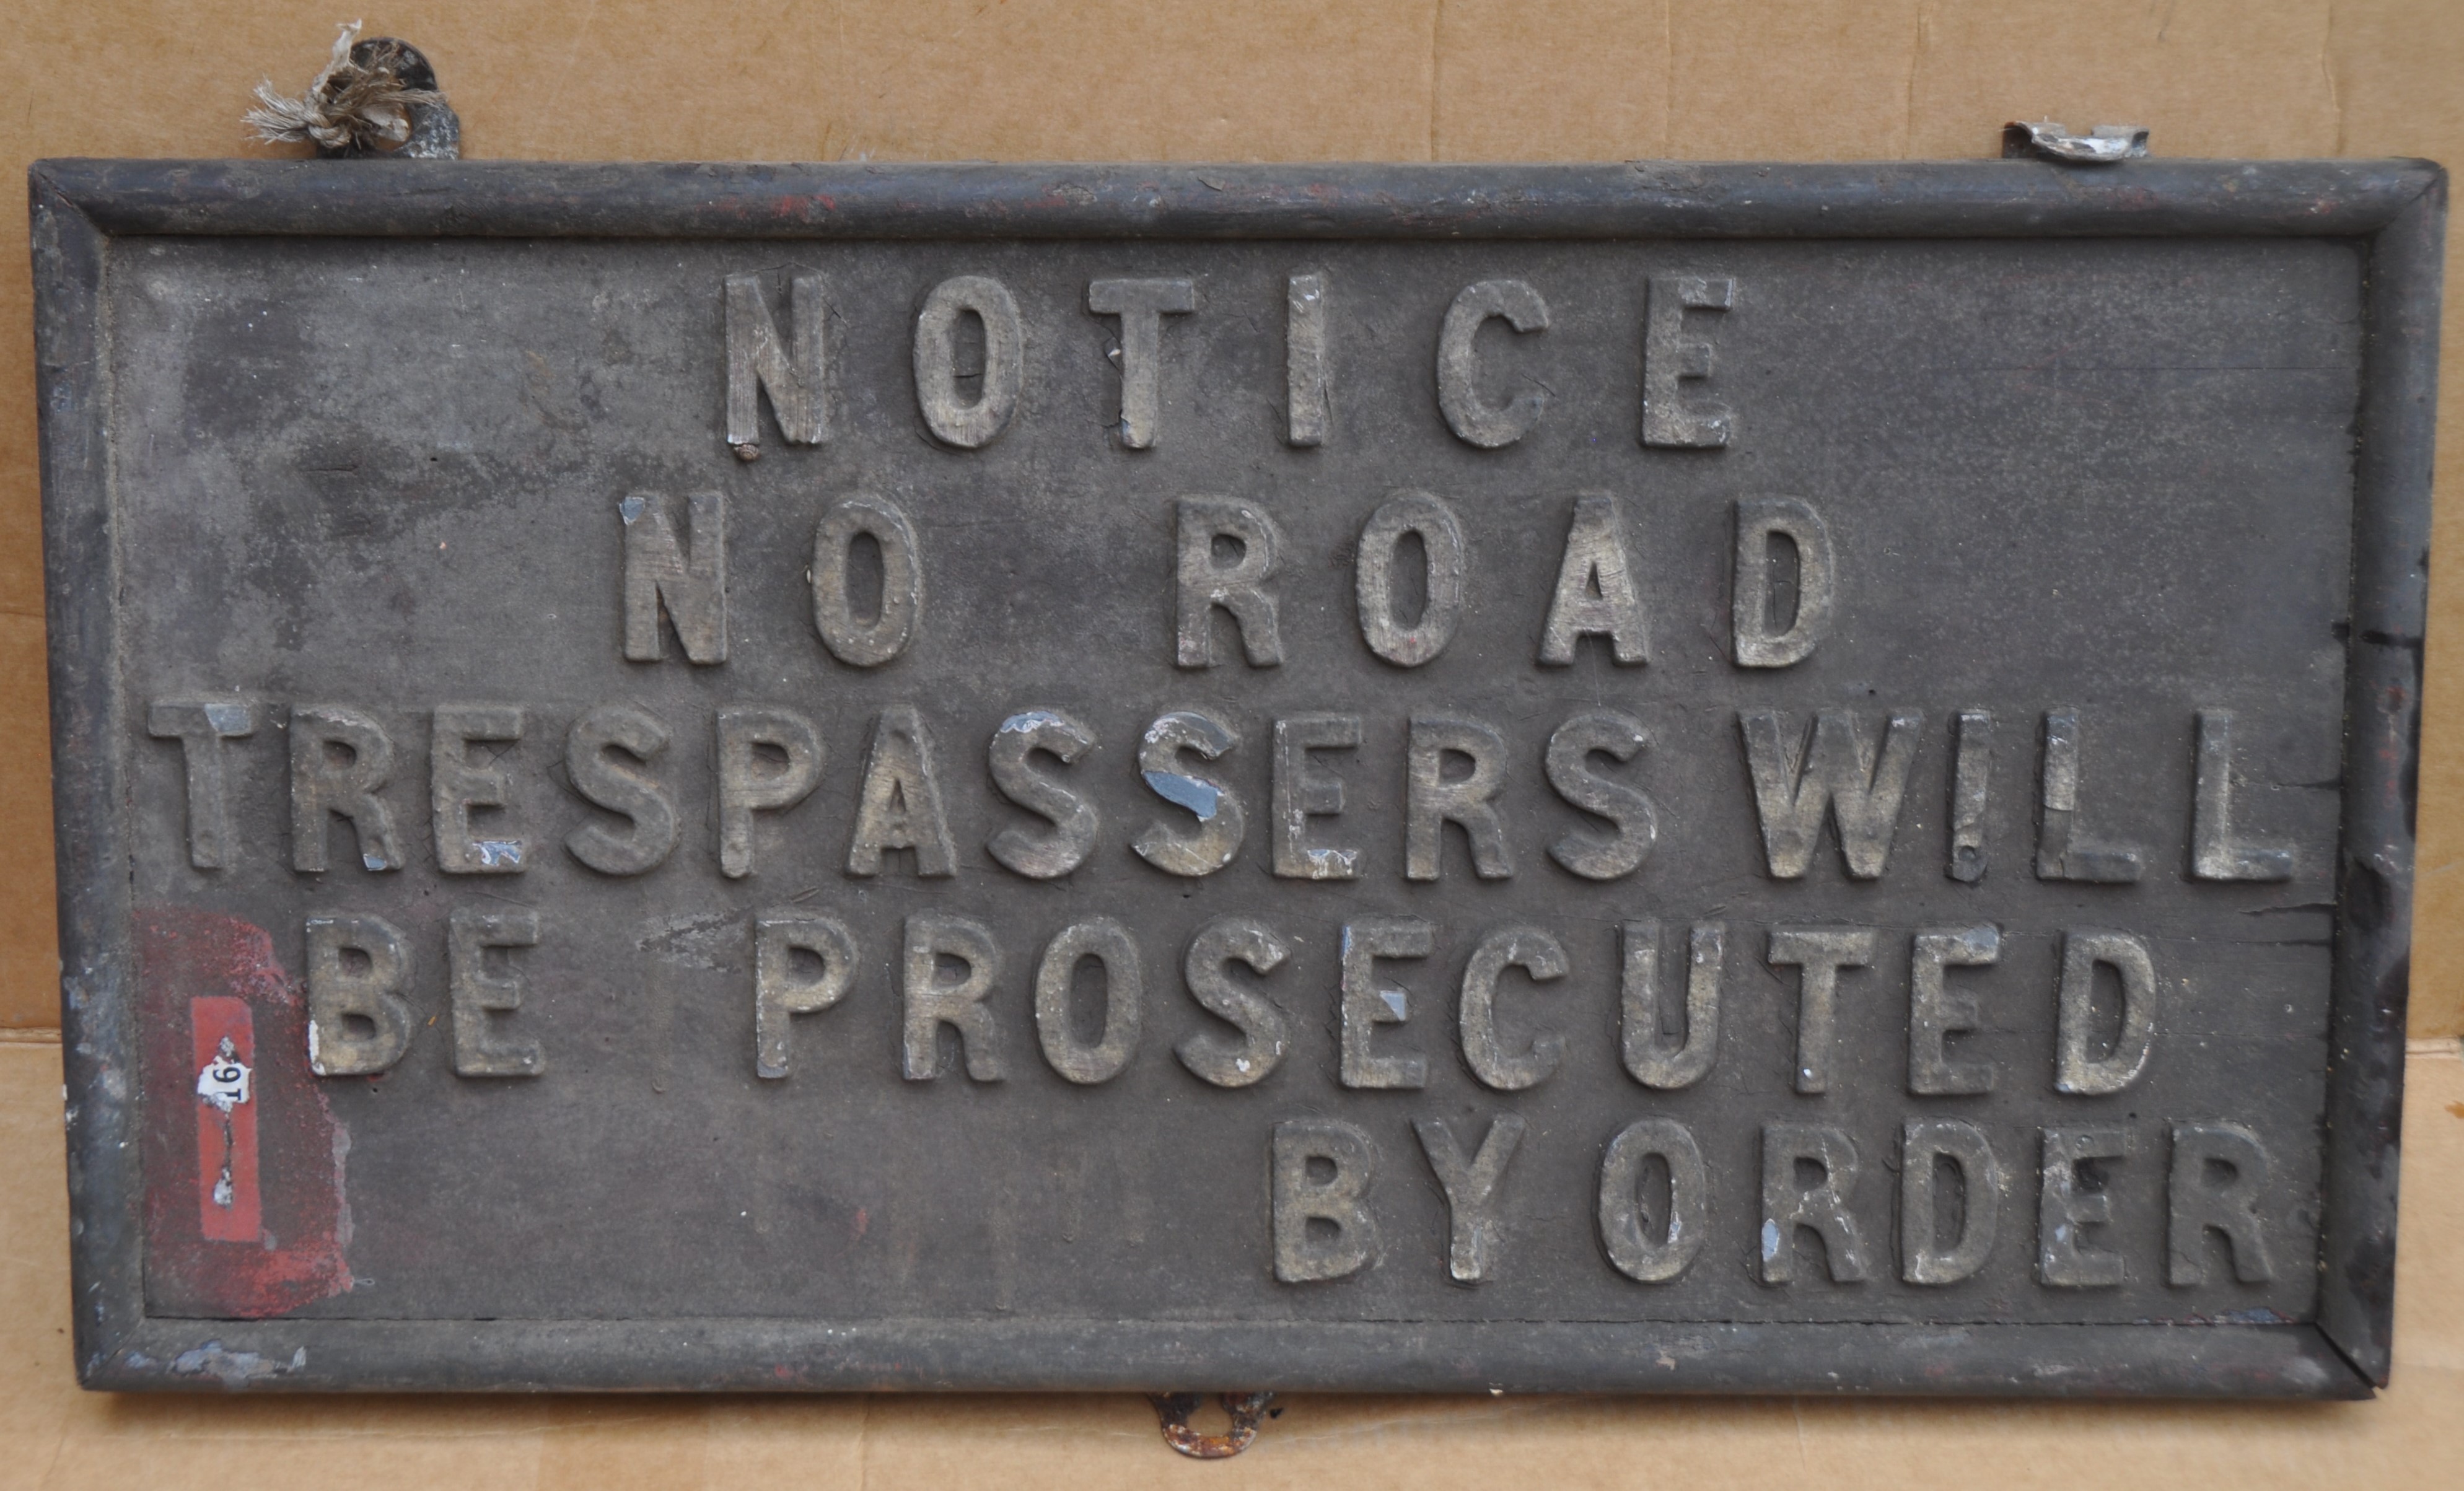 NOTICE
NO ROAD
TRESPASSERS WILL
BE PROSECUTED
BY ORDER